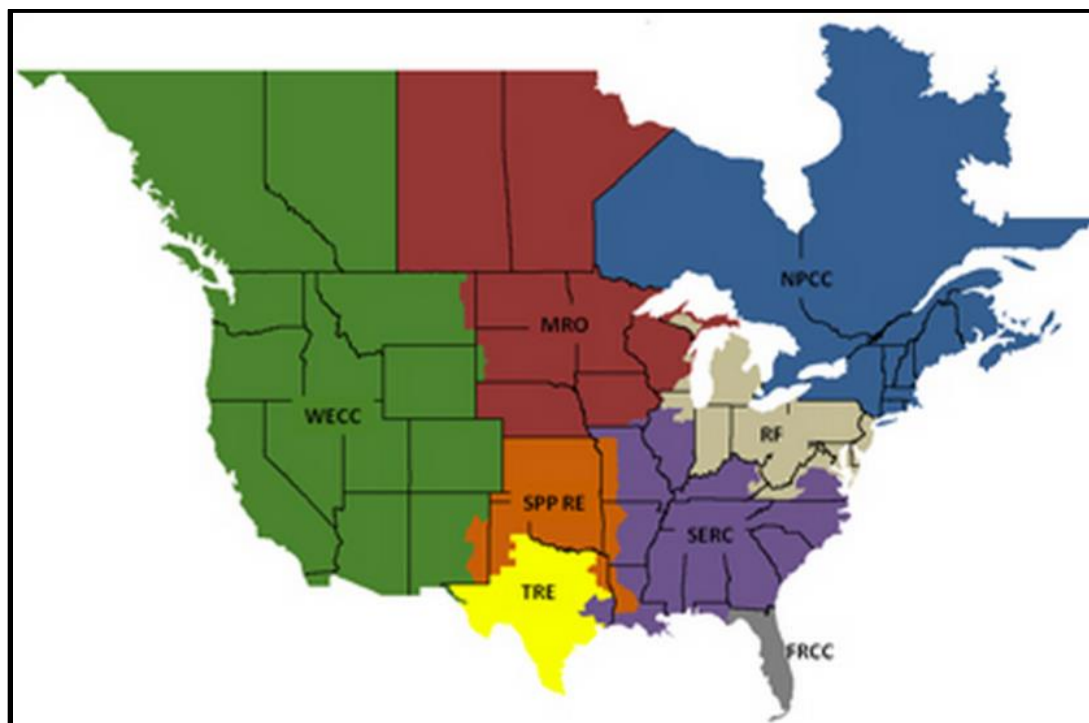 NPCC
MRO
WECC
RF
SPP RE
SERC
TRE
FRCC